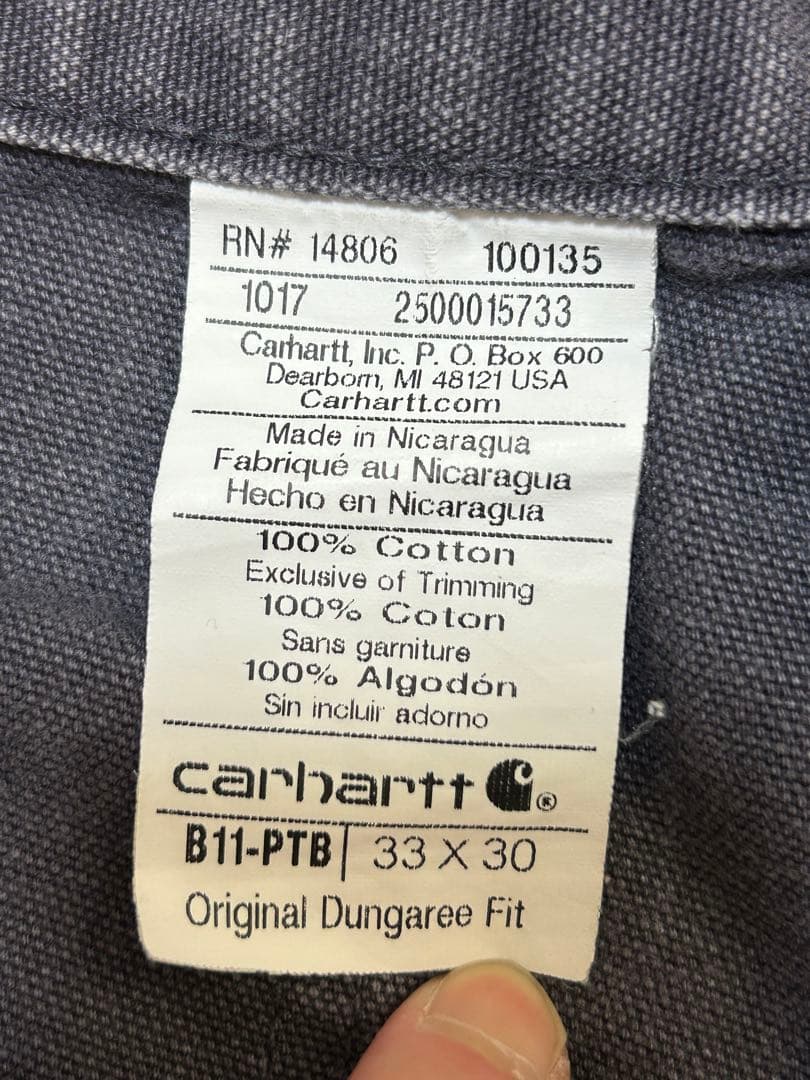 RN# 14806 100135
1017 2500015733
Carhartt, Inc. P. O. Box 600
Dearborn, MI 48121 USA
Carhartt.com
Made in Nicaragua
Fabriqué au Nicaragua
Hecho en Nicaragua
100% Cotton
Exclusive of Trimming
100% Coton
Sans garniture
100% Algodón
Sin incluir adorno
carhartt ®
B11-PTB | 33 X 30
Original Dungaree Fit